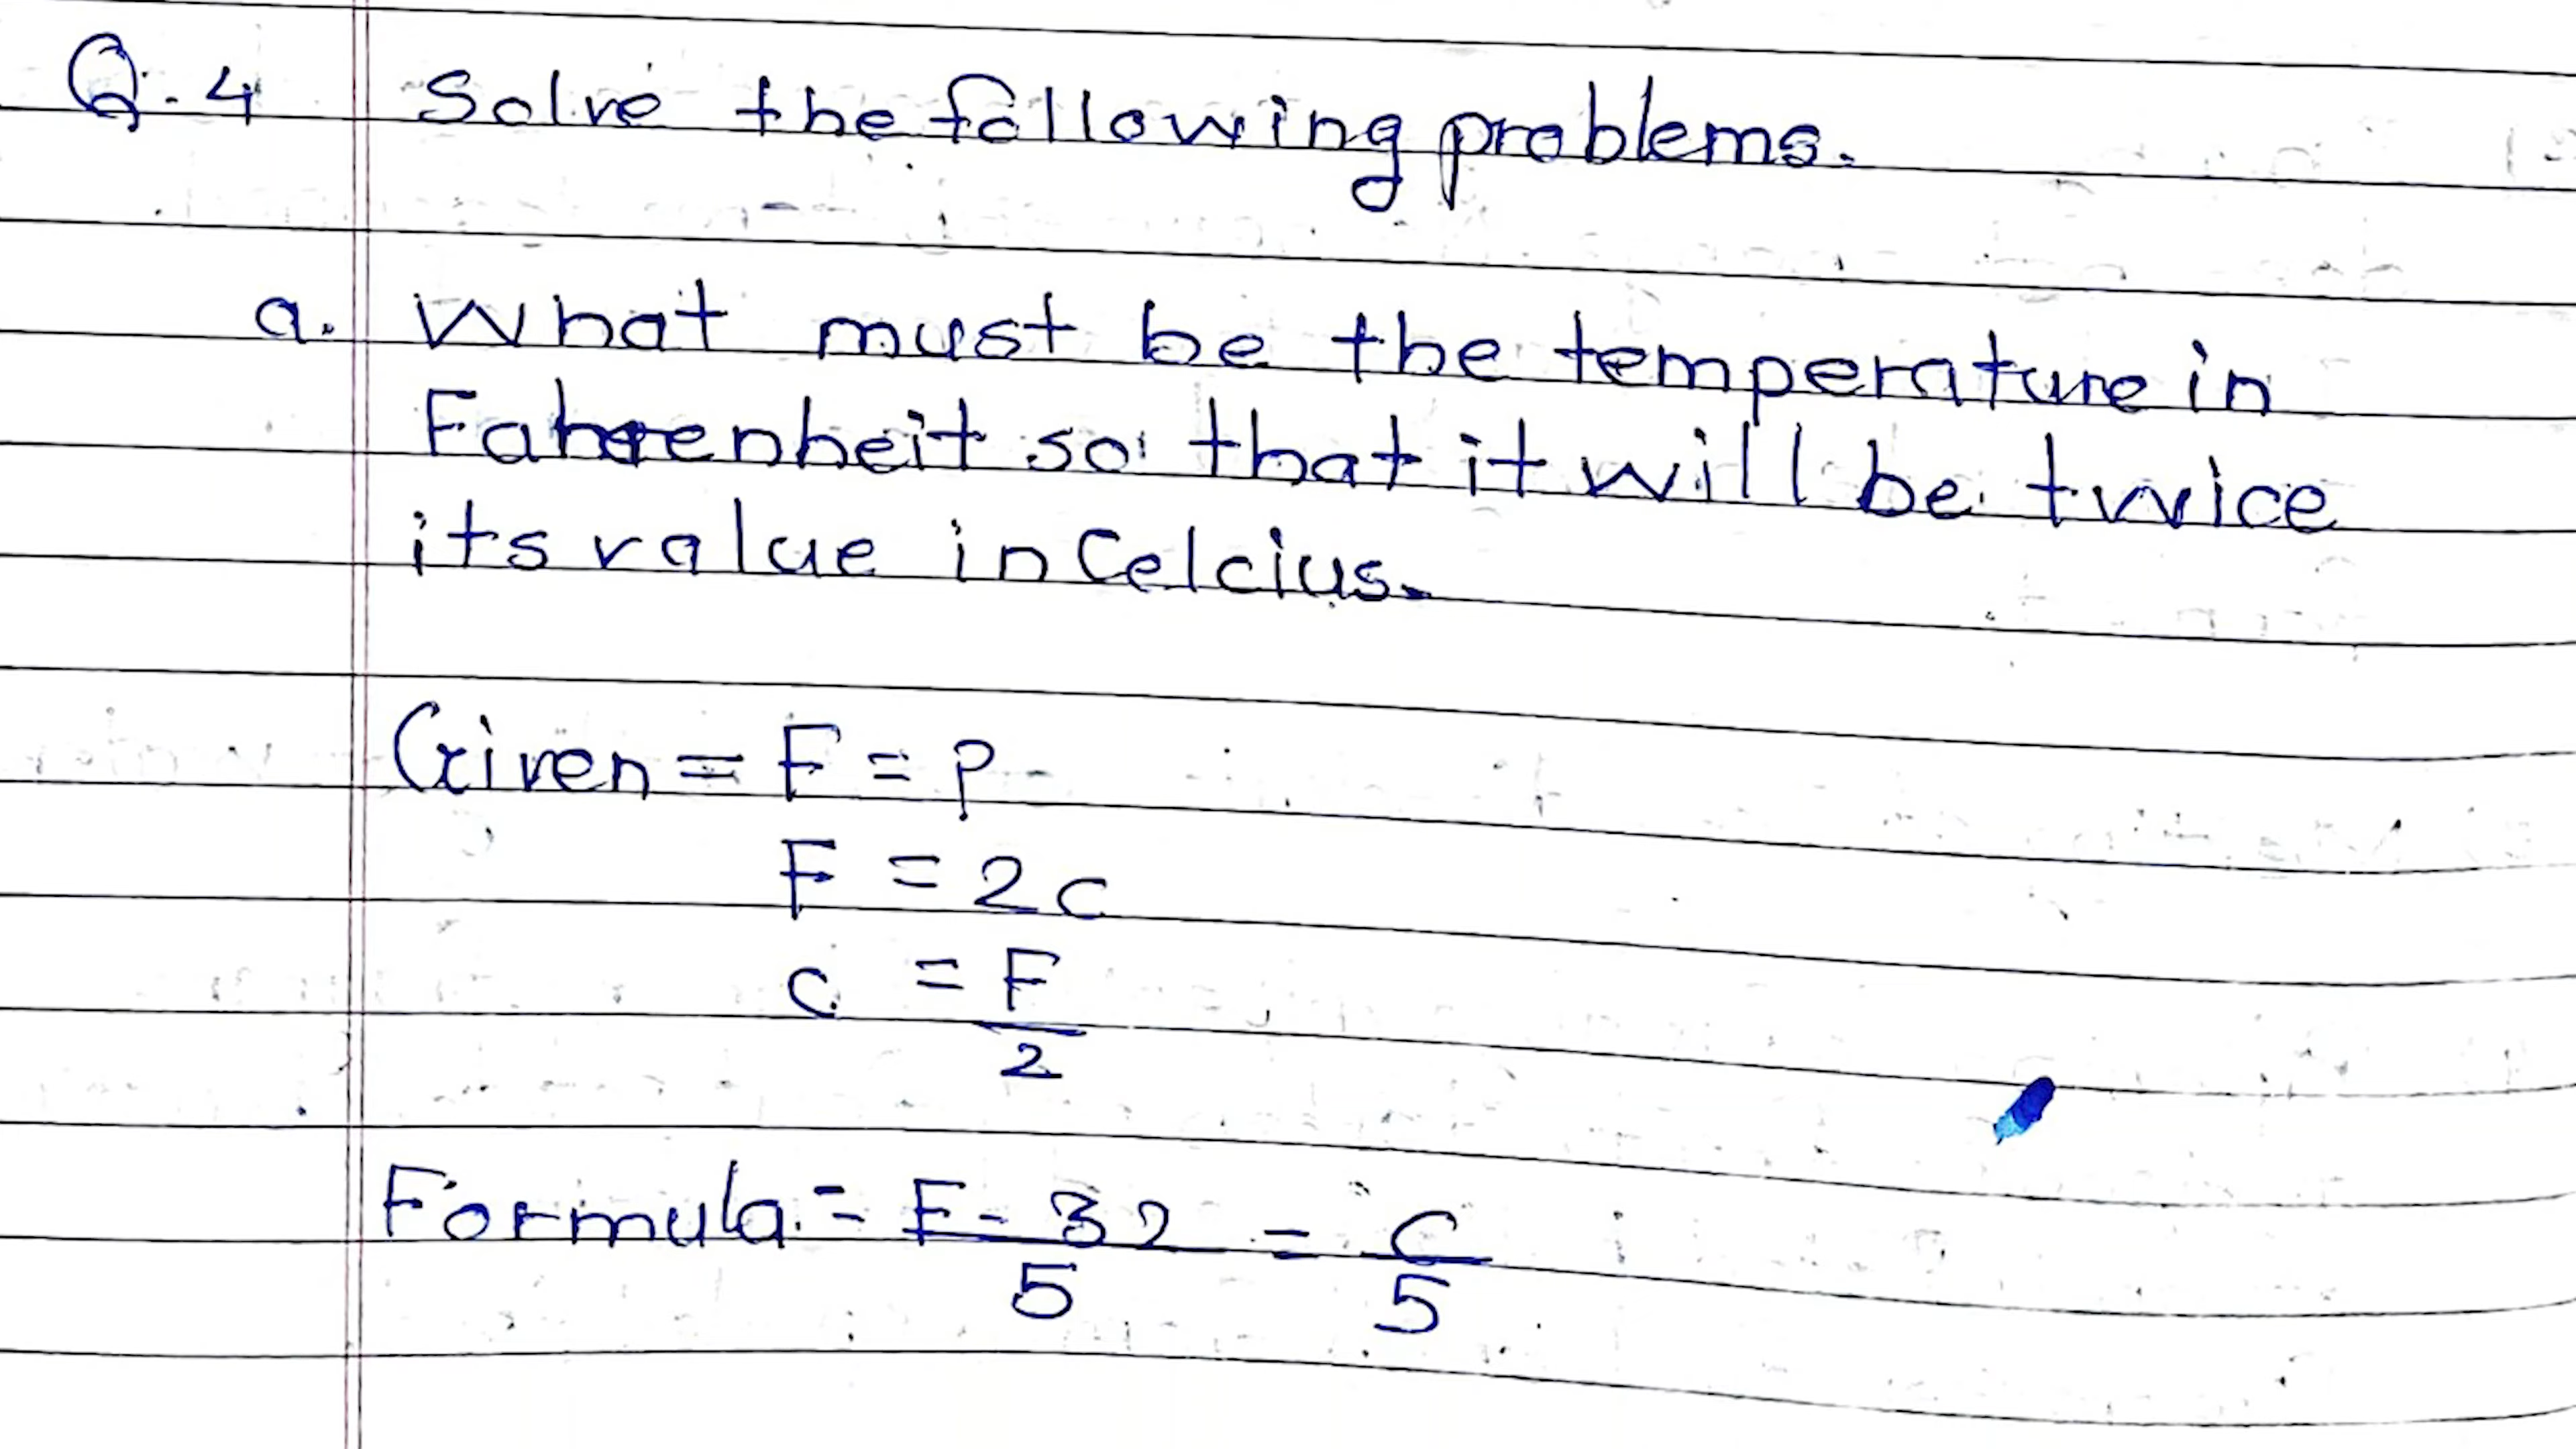 Q.4 Solve the following problems.
a. What must be the temperature in
Fahrenheit so that it will be twice
its value in Celcius.
Given = F = P
F = 2c
c = F
2
Formula = F - 32 = C
5 5